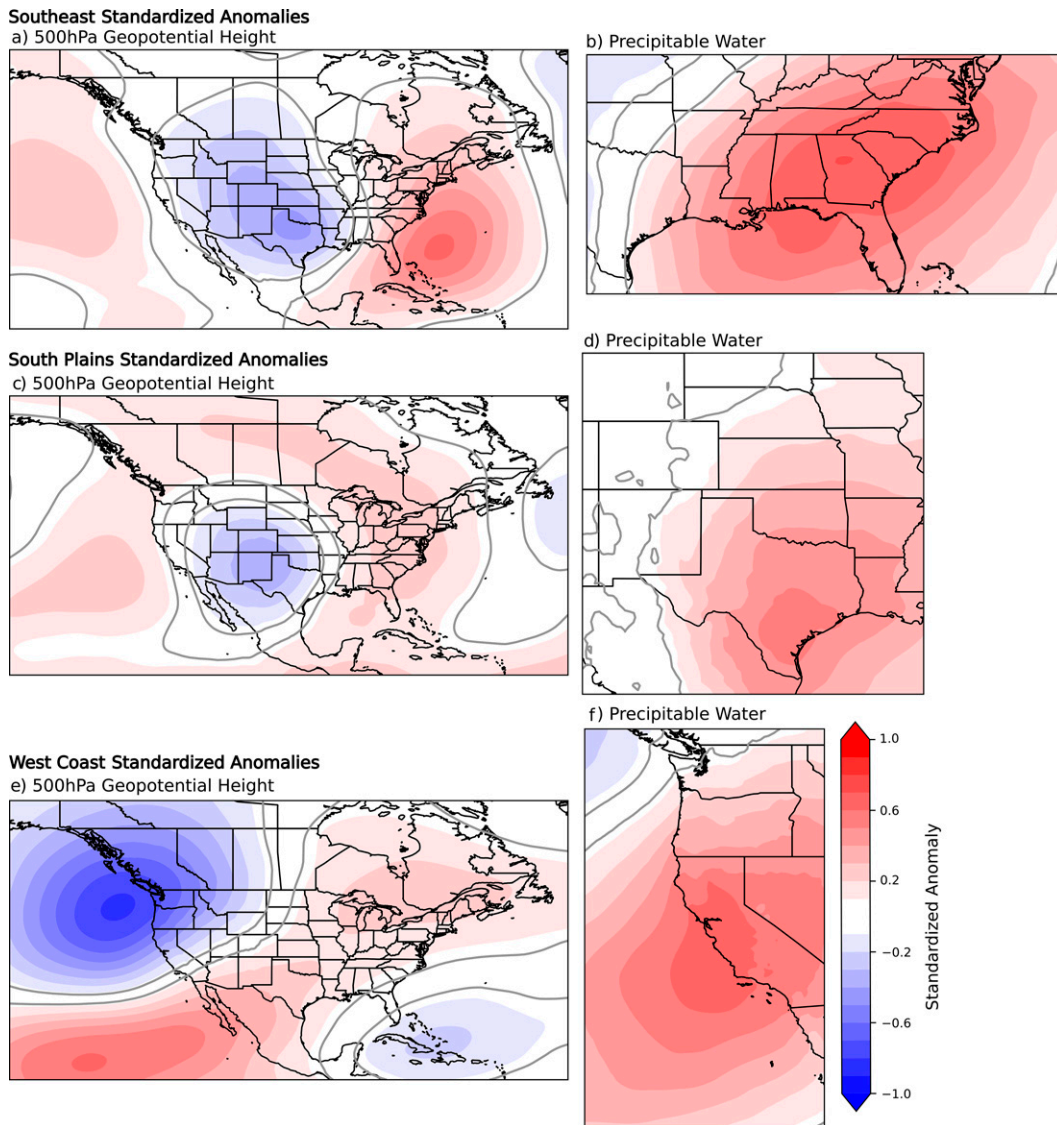 Southeast Standardized Anomalies
a) 500hPa Geopotential Height
b) Precipitable Water
South Plains Standardized Anomalies
c) 500hPa Geopotential Height
d) Precipitable Water
West Coast Standardized Anomalies
e) 500hPa Geopotential Height
f) Precipitable Water
1.0
0.6
0.2
−0.2
−0.6
−1.0
Standardized Anomaly